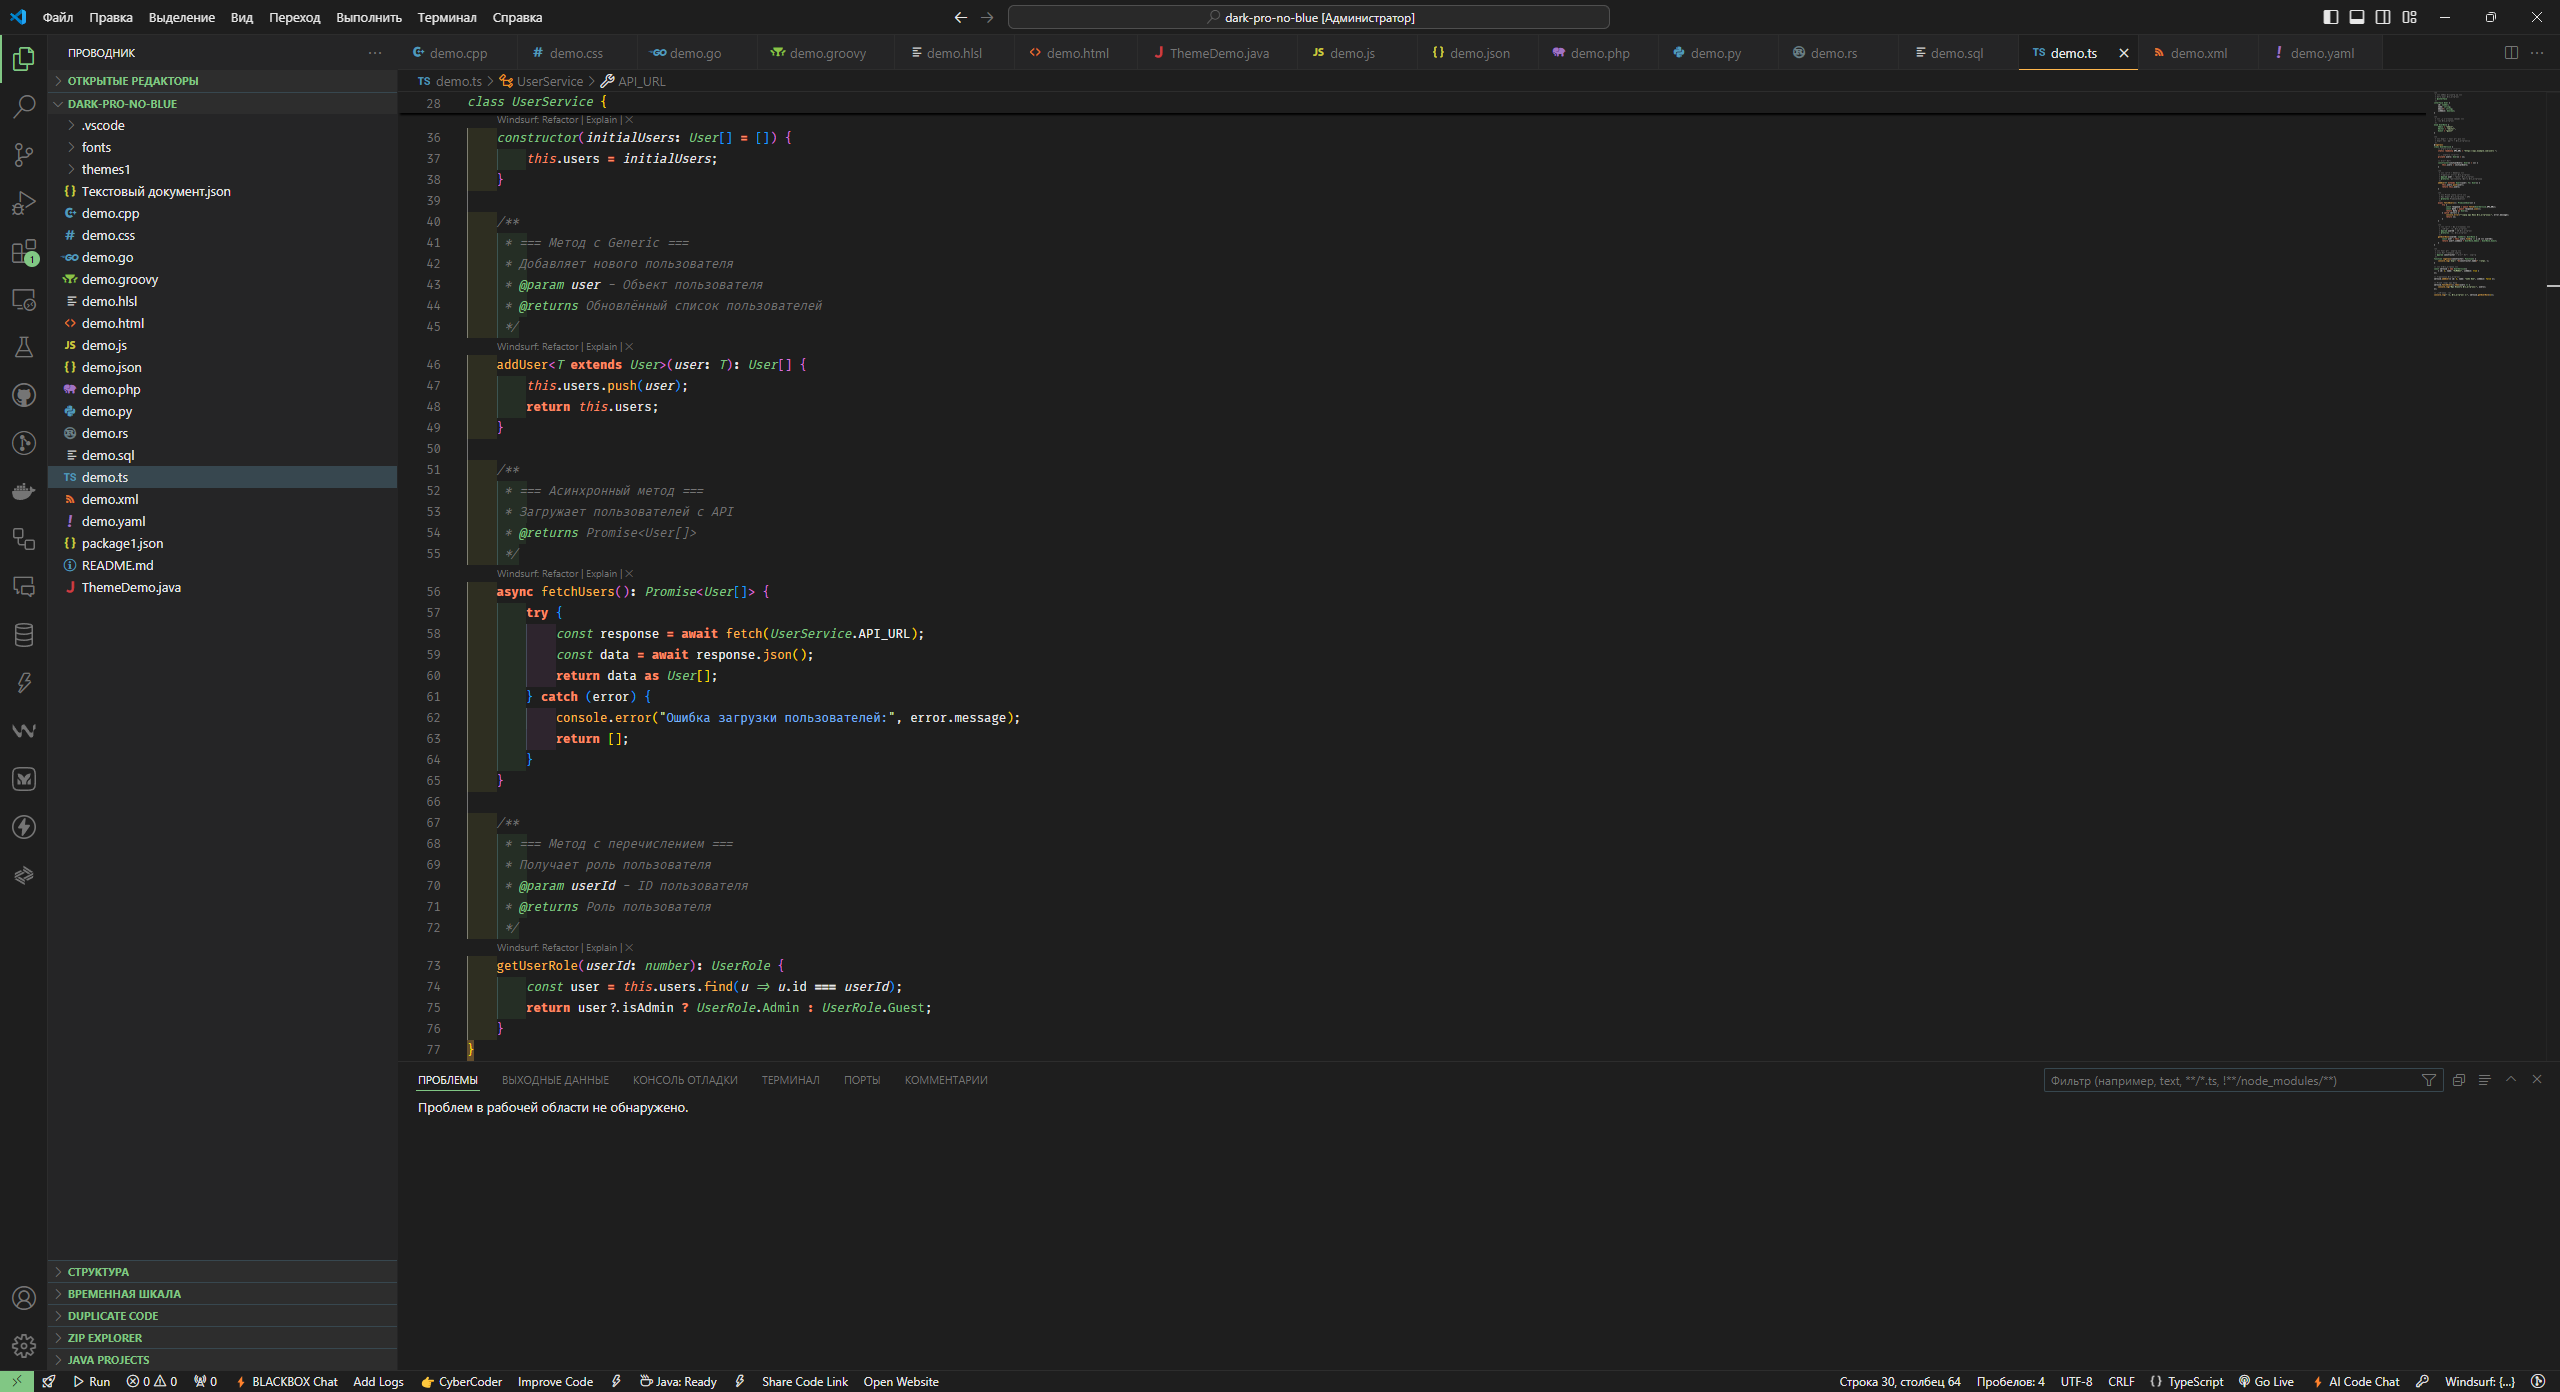 Файл Правка Выделение Вид Переход Выполнить Терминал Справка
dark-pro-no-blue [Администратор]
ПРОВОДНИК
ОТКРЫТЫЕ РЕДАКТОРЫ
DARK-PRO-NO-BLUE
.vscode
fonts
themes1
Текстовый документ.json
demo.cpp
demo.css
demo.go
demo.groovy
demo.hlsl
demo.html
demo.js
demo.json
demo.php
demo.py
demo.rs
demo.sql
demo.ts
demo.xml
demo.yaml
package1.json
README.md
ThemeDemo.java
СТРУКТУРА
ВРЕМЕННАЯ ШКАЛА
DUPLICATE CODE
ZIP EXPLORER
JAVA PROJECTS
demo.cpp demo.css demo.go demo.groovy demo.hlsl demo.html ThemeDemo.java demo.js demo.json demo.php demo.py demo.rs demo.sql demo.ts demo.xml demo.yaml
TS demo.ts > UserService > API_URL
28 class UserService {
Windsurf: Refactor | Explain | X
36 constructor(initialUsers: User[] = []) {
37 this.users = initialUsers;
38 }
39
40 /**
41 * === Метод с Generic ===
42 * Добавляет нового пользователя
43 * @param user - Объект пользователя
44 * @returns Обновлённый список пользователей
45 */
Windsurf: Refactor | Explain | X
46 addUser<T extends User>(user: T): User[] {
47 this.users.push(user);
48 return this.users;
49 }
50
51 /**
52 * === Асинхронный метод ===
53 * Загружает пользователей с API
54 * @returns Promise<User[]>
55 */
Windsurf: Refactor | Explain | X
56 async fetchUsers(): Promise<User[]> {
57 try {
58 const response = await fetch(UserService.API_URL);
59 const data = await response.json();
60 return data as User[];
61 } catch (error) {
62 console.error("Ошибка загрузки пользователей:", error.message);
63 return [];
64 }
65 }
66
67 /**
68 * === Метод с перечислением ===
69 * Получает роль пользователя
70 * @param userId - ID пользователя
71 * @returns Роль пользователя
72 */
Windsurf: Refactor | Explain | X
73 getUserRole(userId: number): UserRole {
74 const user = this.users.find(u => u.id === userId);
75 return user?.isAdmin ? UserRole.Admin : UserRole.Guest;
76 }
77 }
ПРОБЛЕМЫ ВЫХОДНЫЕ ДАННЫЕ КОНСОЛЬ ОТЛАДКИ ТЕРМИНАЛ ПОРТЫ КОММЕНТАРИИ
Фильтр (например, text, **/*.ts, !**/node_modules/**)
Проблем в рабочей области не обнаружено.
Run 0 0 0 BLACKBOX Chat Add Logs CyberCoder Improve Code Java: Ready Share Code Link Open Website
Строка 30, столбец 64 Пробелов: 4 UTF-8 CRLF {} TypeScript Go Live AI Code Chat Windsurf: {...}